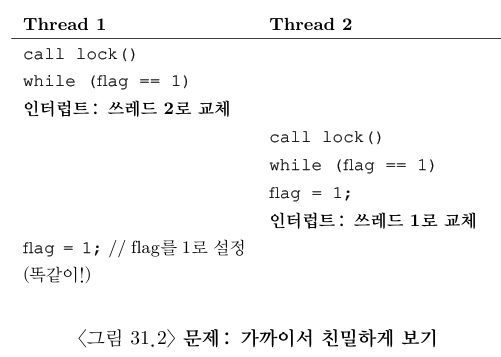 Thread 1 Thread 2
call lock()
while (flag == 1)
인터럽트: 쓰레드 2로 교체
call lock()
while (flag == 1)
flag = 1;
인터럽트: 쓰레드 1로 교체
flag = 1; // flag를 1로 설정
(똑같이!)
〈그림 31.2〉 문제: 가까이서 친밀하게 보기